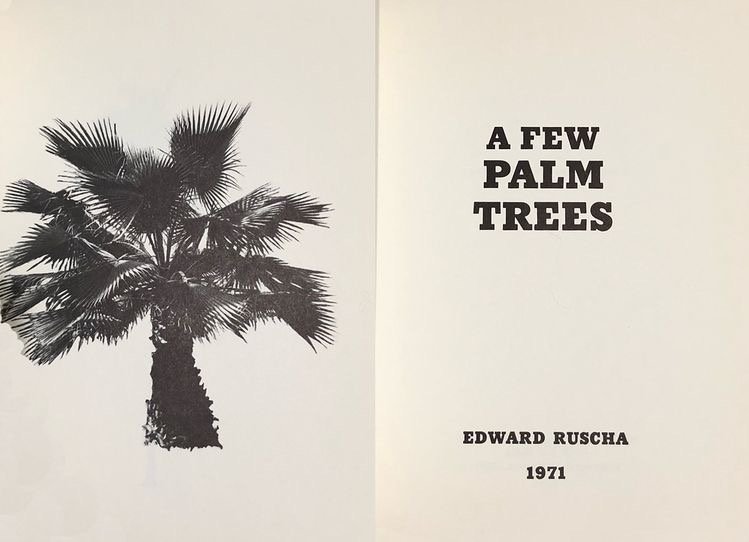 A FEW
PALM
TREES
EDWARD RUSCHA
1971